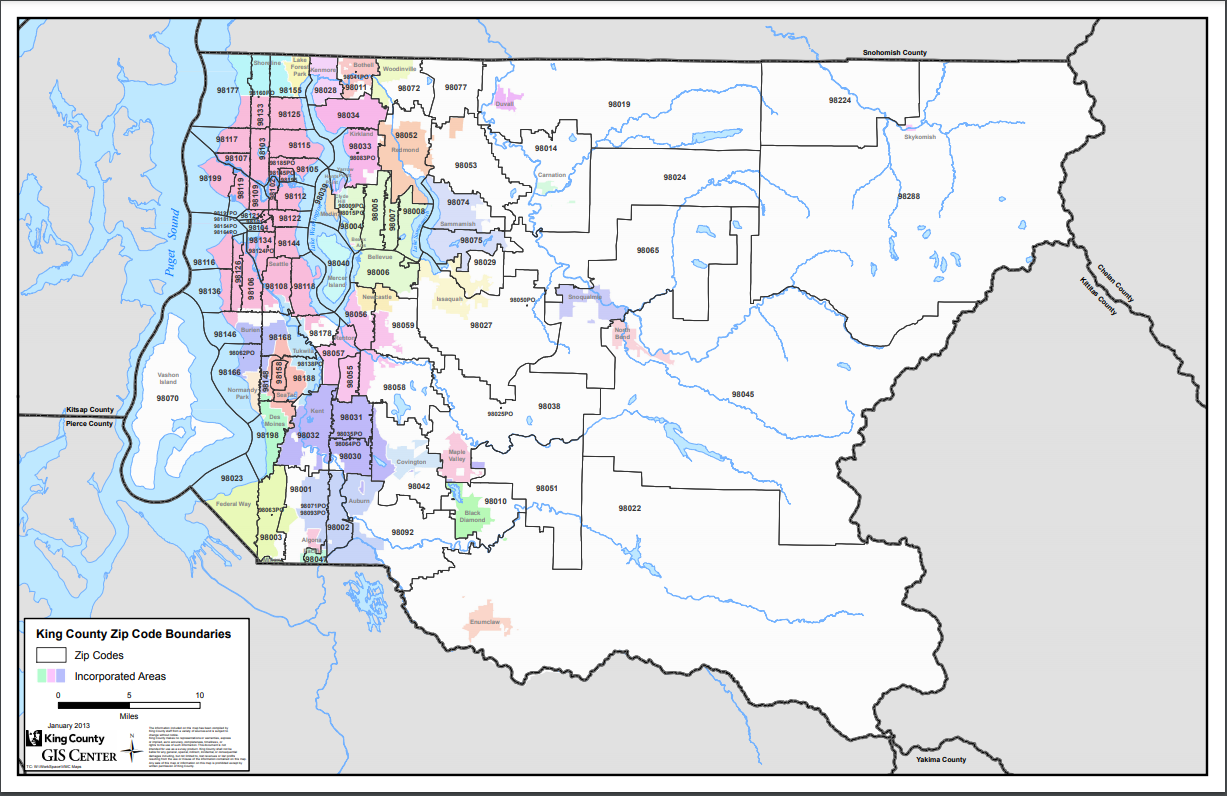 Snohomish County
Shoreline
Lake
Forest
Park
Kenmore
Bothell
Woodinville
98041PO
98177
98160PO
98155
98028
98011
98072
98077
Duvall
98019
98224
98133
98125
98034
Skykomish
98117
98103
98115
Kirkland
98033
98083PO
98052
Redmond
98014
98107
98185PO
98145PO
98105
98053
Carnation
98024
98199
98119
98109
98102
98112
98039
98005
98007
98008
98074
98288
98009PO
98015PO
Sammamish
98122
98004
98104
Puget Sound
98134
98124PO
98144
98075
98065
98116
98126
98106
Seattle
98040
Mercer
Island
Bellevue
98006
98029
Chelan County
Kittitas County
98136
98108
98118
Newcastle
Issaquah
98050PO
Snoqualmie
98056
98146
Burien
98168
98178
98059
98027
North
Bend
98062PO
98057
98138PO
Vashon
Island
98070
98166
98148
98158
98188
98055
98058
98045
Normandy
Park
SeaTac
Kitsap County
Pierce County
Des
Moines
Kent
98031
98025PO
98038
98198
98032
98035PO
98064PO
98030
Covington
Maple
Valley
98023
98001
98042
98051
Federal Way
98063PO
98071PO
98093PO
Auburn
98010
Black
Diamond
98022
98002
98092
98003
Algona
98047
Enumclaw
King County Zip Code Boundaries
Zip Codes
Incorporated Areas
0 5 10
Miles
January 2013
King County
GIS CENTER
N
Yakima County